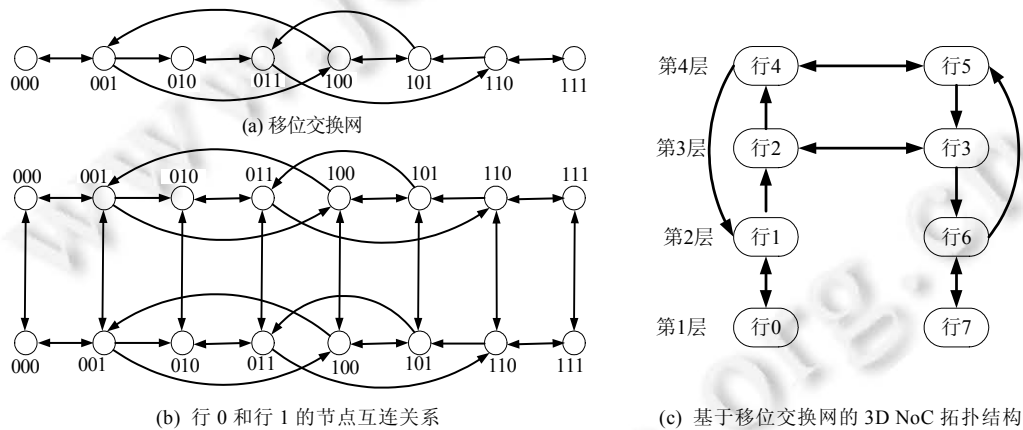 000 001 010 011 100 101 110 111
(a) 移位交换网
000 001 010 011 100 101 110 111
000 001 010 011 100 101 110 111
(b) 行 0 和行 1 的节点互连关系
第4层 行4 行5
第3层 行2 行3
第2层 行1 行6
第1层 行0 行7
(c) 基于移位交换网的 3D NoC 拓扑结构